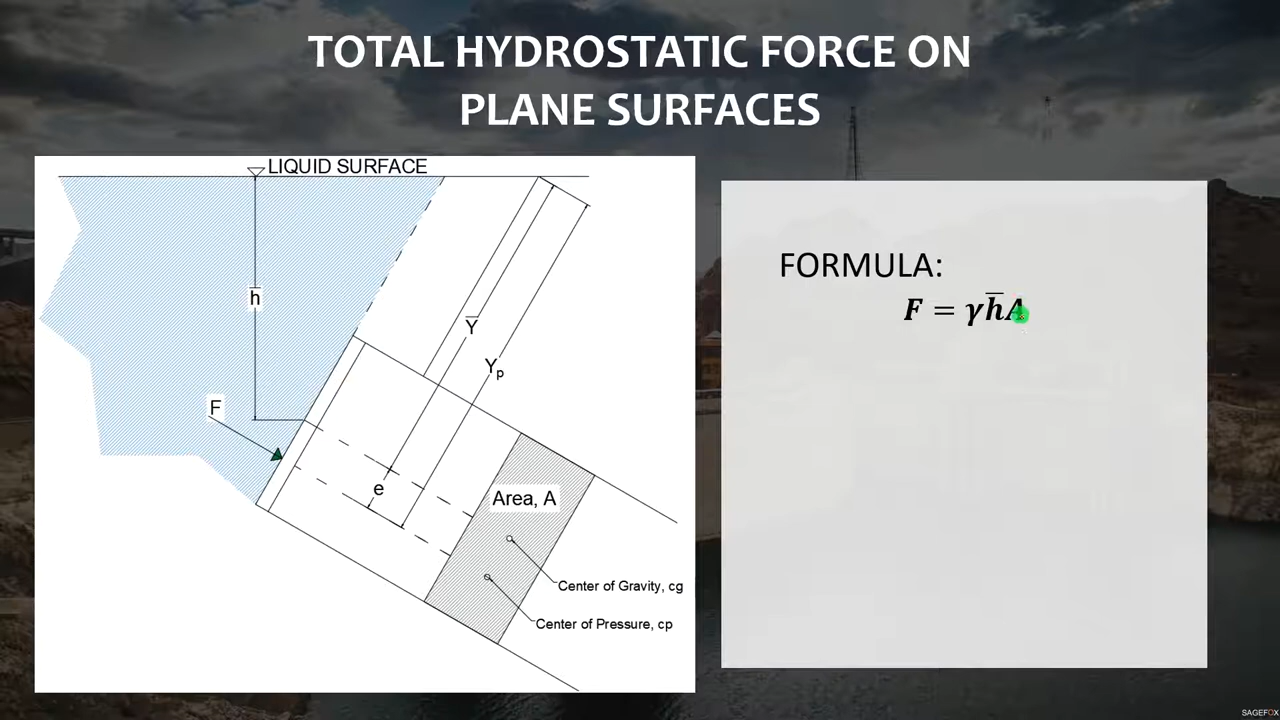 TOTAL HYDROSTATIC FORCE ON
PLANE SURFACES
LIQUID SURFACE
h̅
Y̅
Yₚ
F
e
Area, A
Center of Gravity, cg
Center of Pressure, cp
FORMULA:
F = γh̅A
SAGEFOX